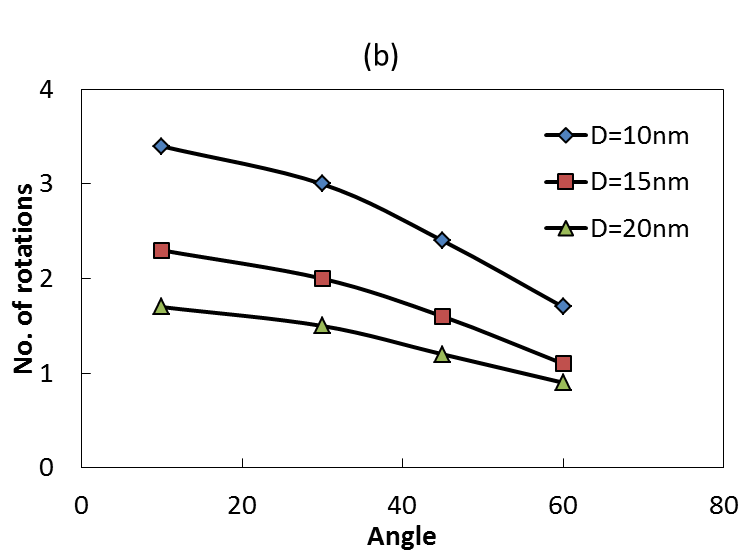 (b)
4
3
2
1
0
No. of rotations
D=10nm
D=15nm
D=20nm
0 20 40 60 80
Angle